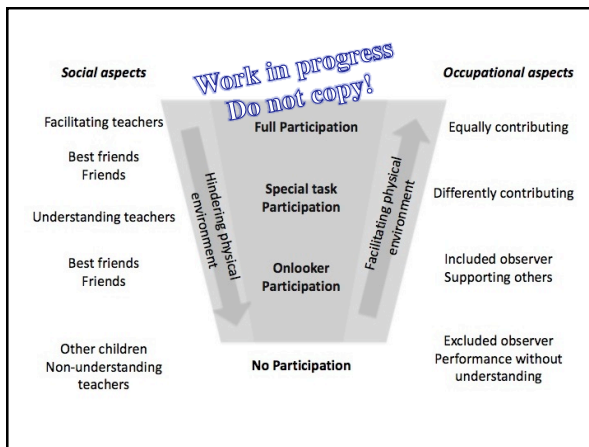 Work in progress
Do not copy!
Social aspects
Occupational aspects
Facilitating teachers
Full Participation
Equally contributing
Best friends
Friends
Special task
Participation
Differently contributing
Understanding teachers
Hindering physical
environment
Facilitating physical
environment
Best friends
Friends
Onlooker
Participation
Included observer
Supporting others
Other children
Non-understanding
teachers
No Participation
Excluded observer
Performance without
understanding